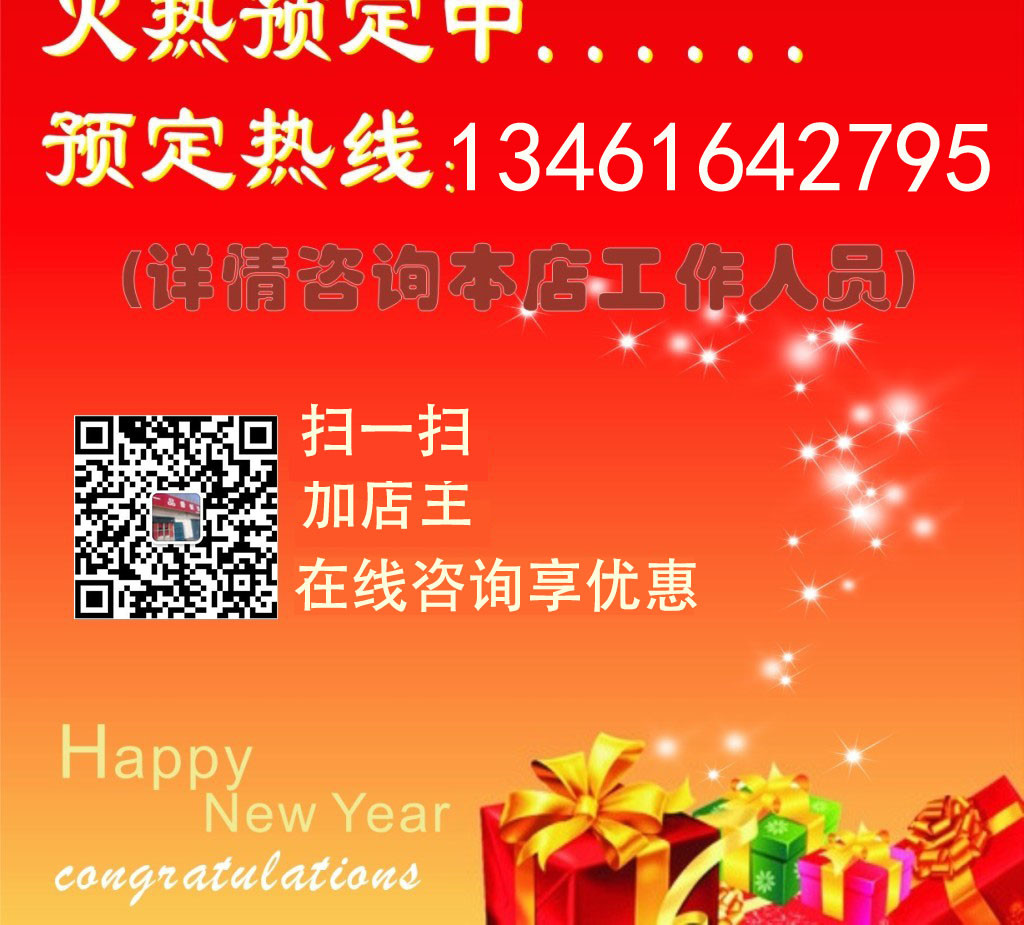 火热预定中......
预定热线:13461642795
(详情咨询本店工作人员)
扫一扫
加店主
在线咨询享优惠
Happy
New Year
congratulations